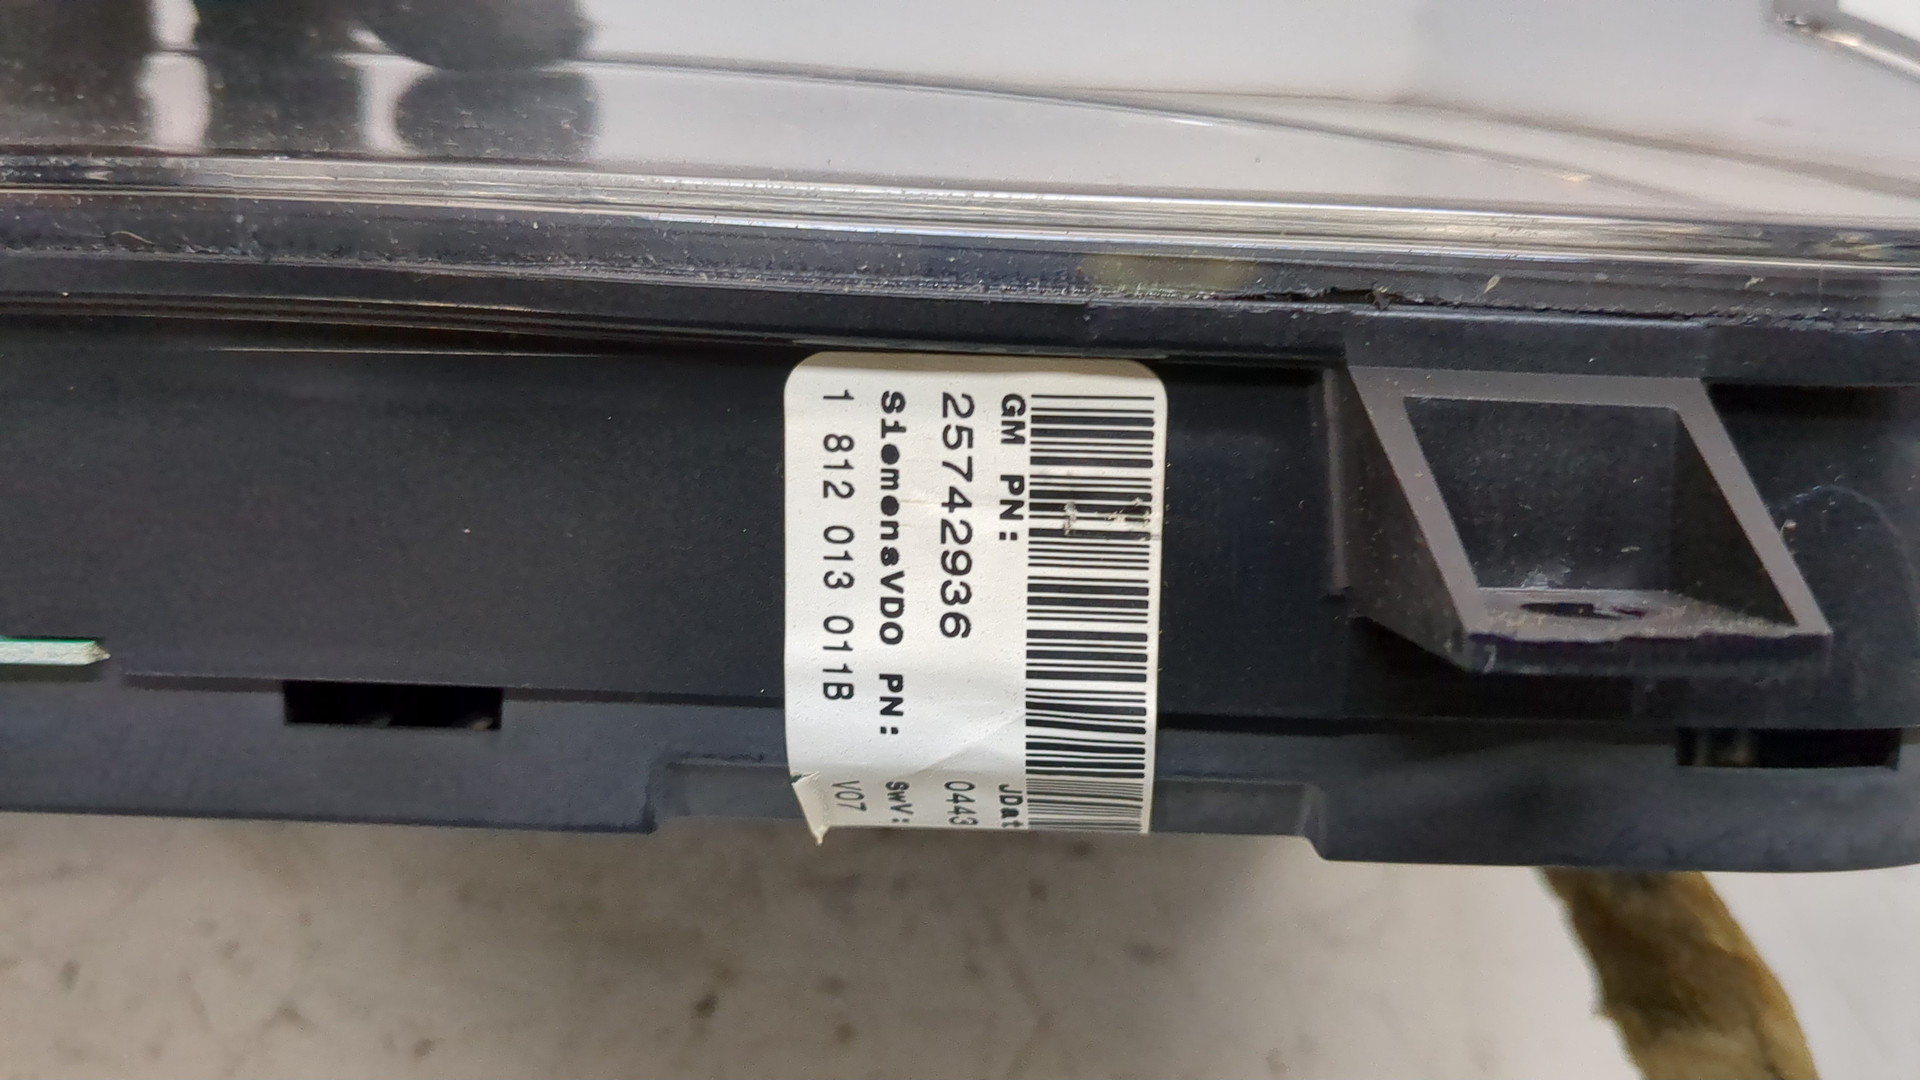 GM PN:
25742936
SiemensVDO PN:
1 812 013 011B
JDat
0443
SWV:
V07